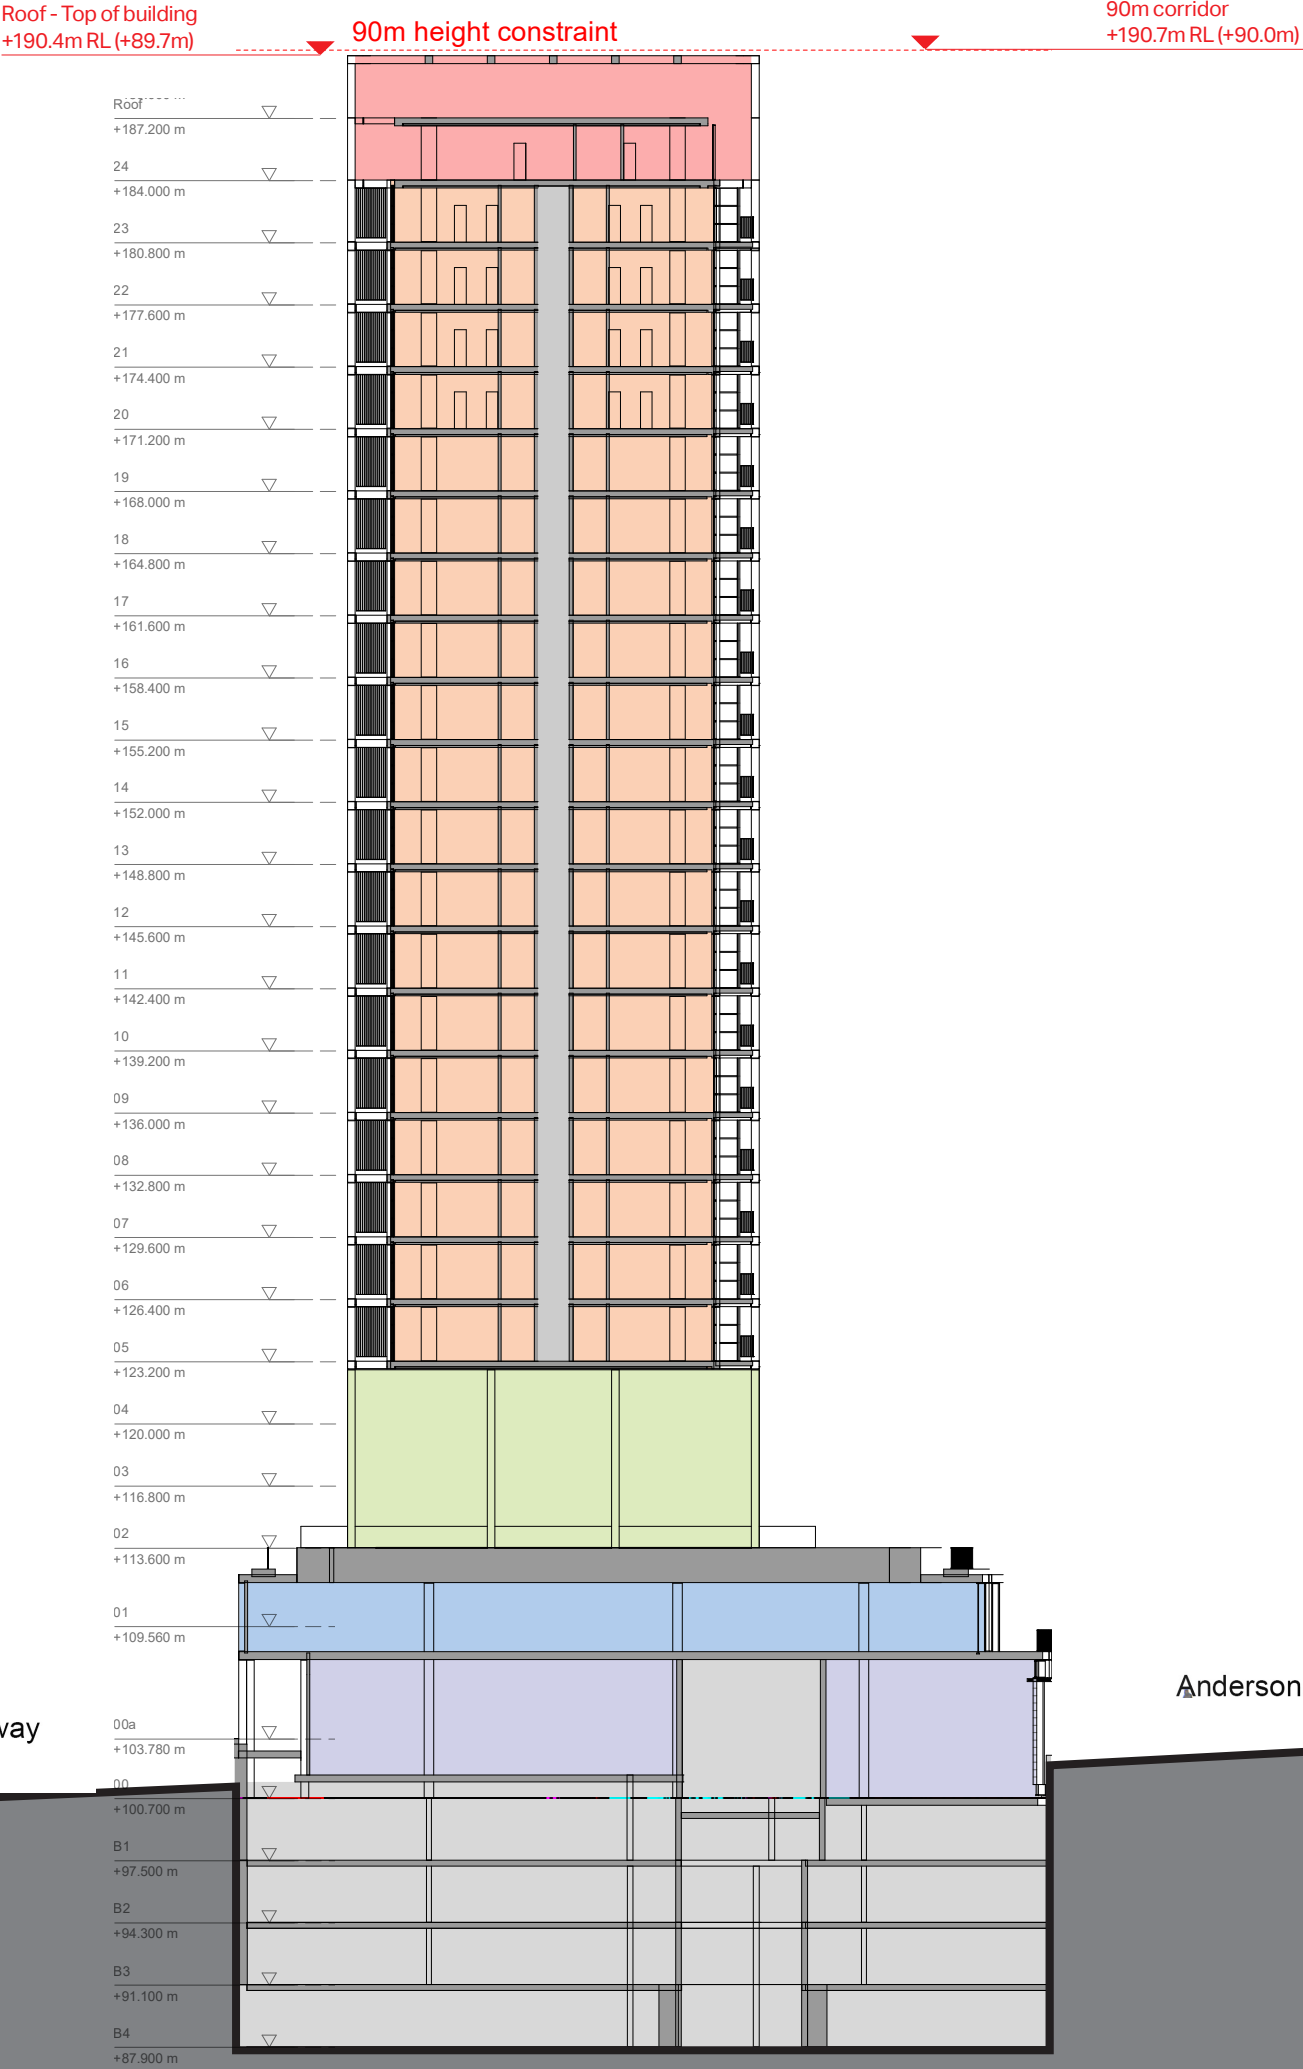 Roof - Top of building
+190.4m RL (+89.7m)
90m height constraint
90m corridor
+190.7m RL (+90.0m)
Roof
+187.200 m
24
+184.000 m
23
+180.800 m
22
+177.600 m
21
+174.400 m
20
+171.200 m
19
+168.000 m
18
+164.800 m
17
+161.600 m
16
+158.400 m
15
+155.200 m
14
+152.000 m
13
+148.800 m
12
+145.600 m
11
+142.400 m
10
+139.200 m
09
+136.000 m
08
+132.800 m
07
+129.600 m
06
+126.400 m
05
+123.200 m
04
+120.000 m
03
+116.800 m
02
+113.600 m
01
+109.560 m
Anderson
way
00a
+103.780 m
00
+100.700 m
B1
+97.500 m
B2
+94.300 m
B3
+91.100 m
B4
+87.900 m